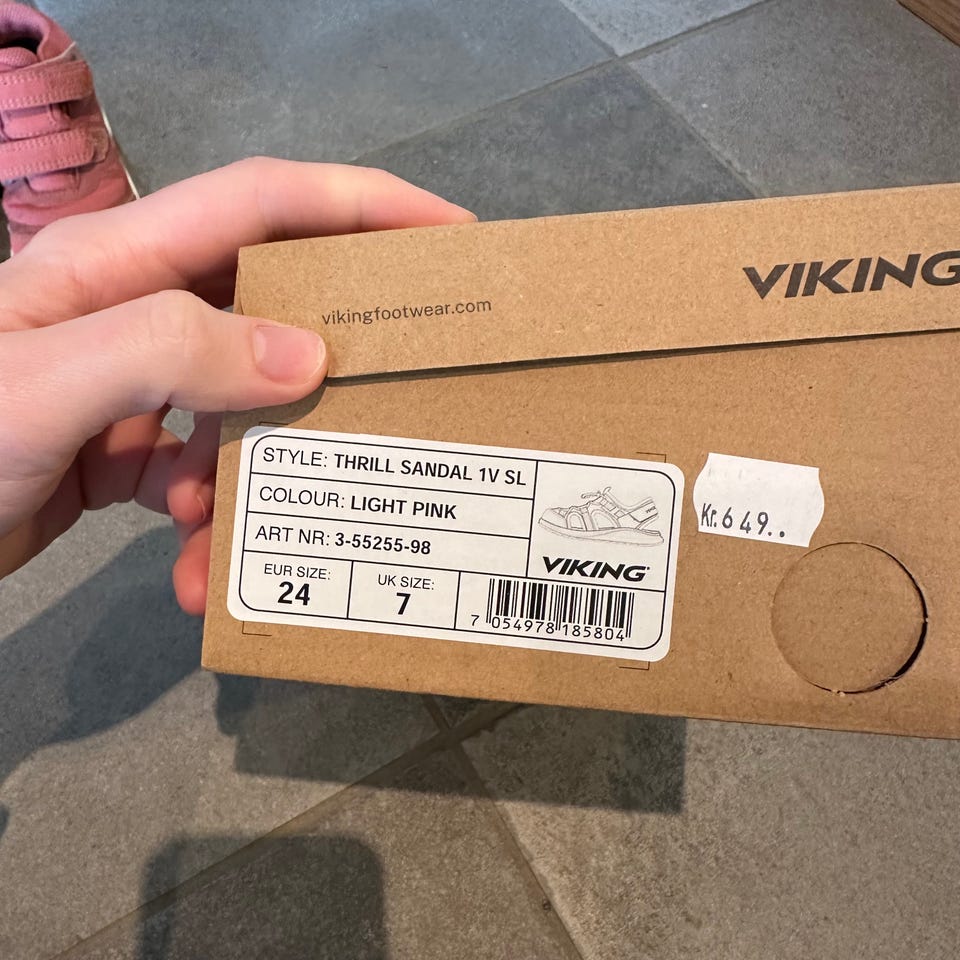 vikingfootwear.com
VIKING
STYLE: THRILL SANDAL 1V SL
COLOUR: LIGHT PINK
ART NR: 3-55255-98
EUR SIZE:
24
UK SIZE:
7
VIKING
7 054978 185804
Kr.649..